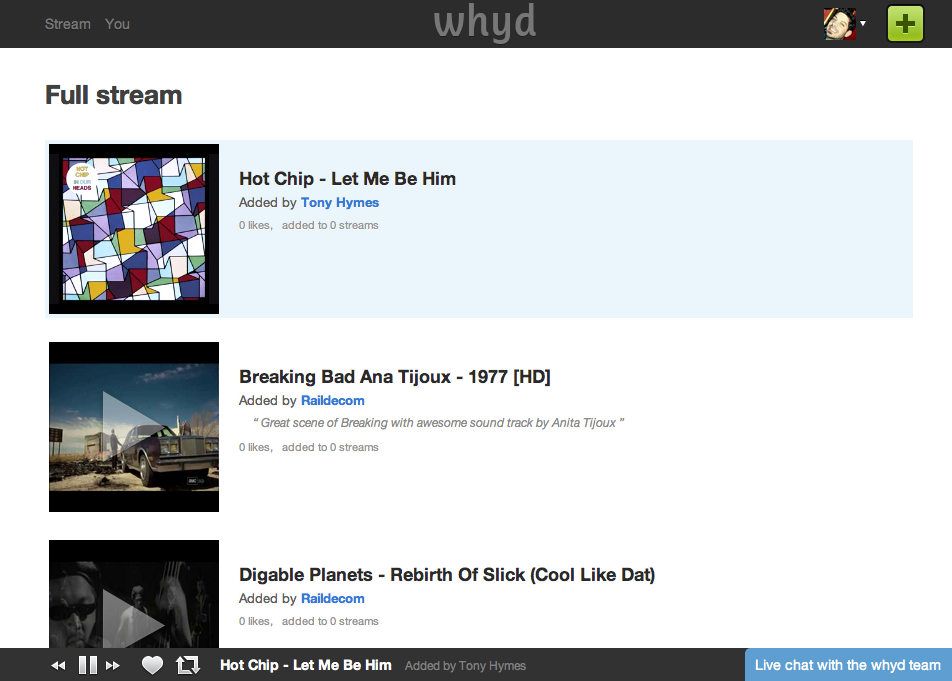 Stream You
whyd
Full stream
HOT
CHIP
IN OUR
HEADS
Hot Chip - Let Me Be Him
Added by Tony Hymes
0 likes, added to 0 streams
Breaking Bad Ana Tijoux - 1977 [HD]
Added by Raildecom
“ Great scene of Breaking with awesome sound track by Anita Tijoux ”
0 likes, added to 0 streams
Digable Planets - Rebirth Of Slick (Cool Like Dat)
Added by Raildecom
0 likes, added to 0 streams
Hot Chip - Let Me Be Him Added by Tony Hymes
Live chat with the whyd team